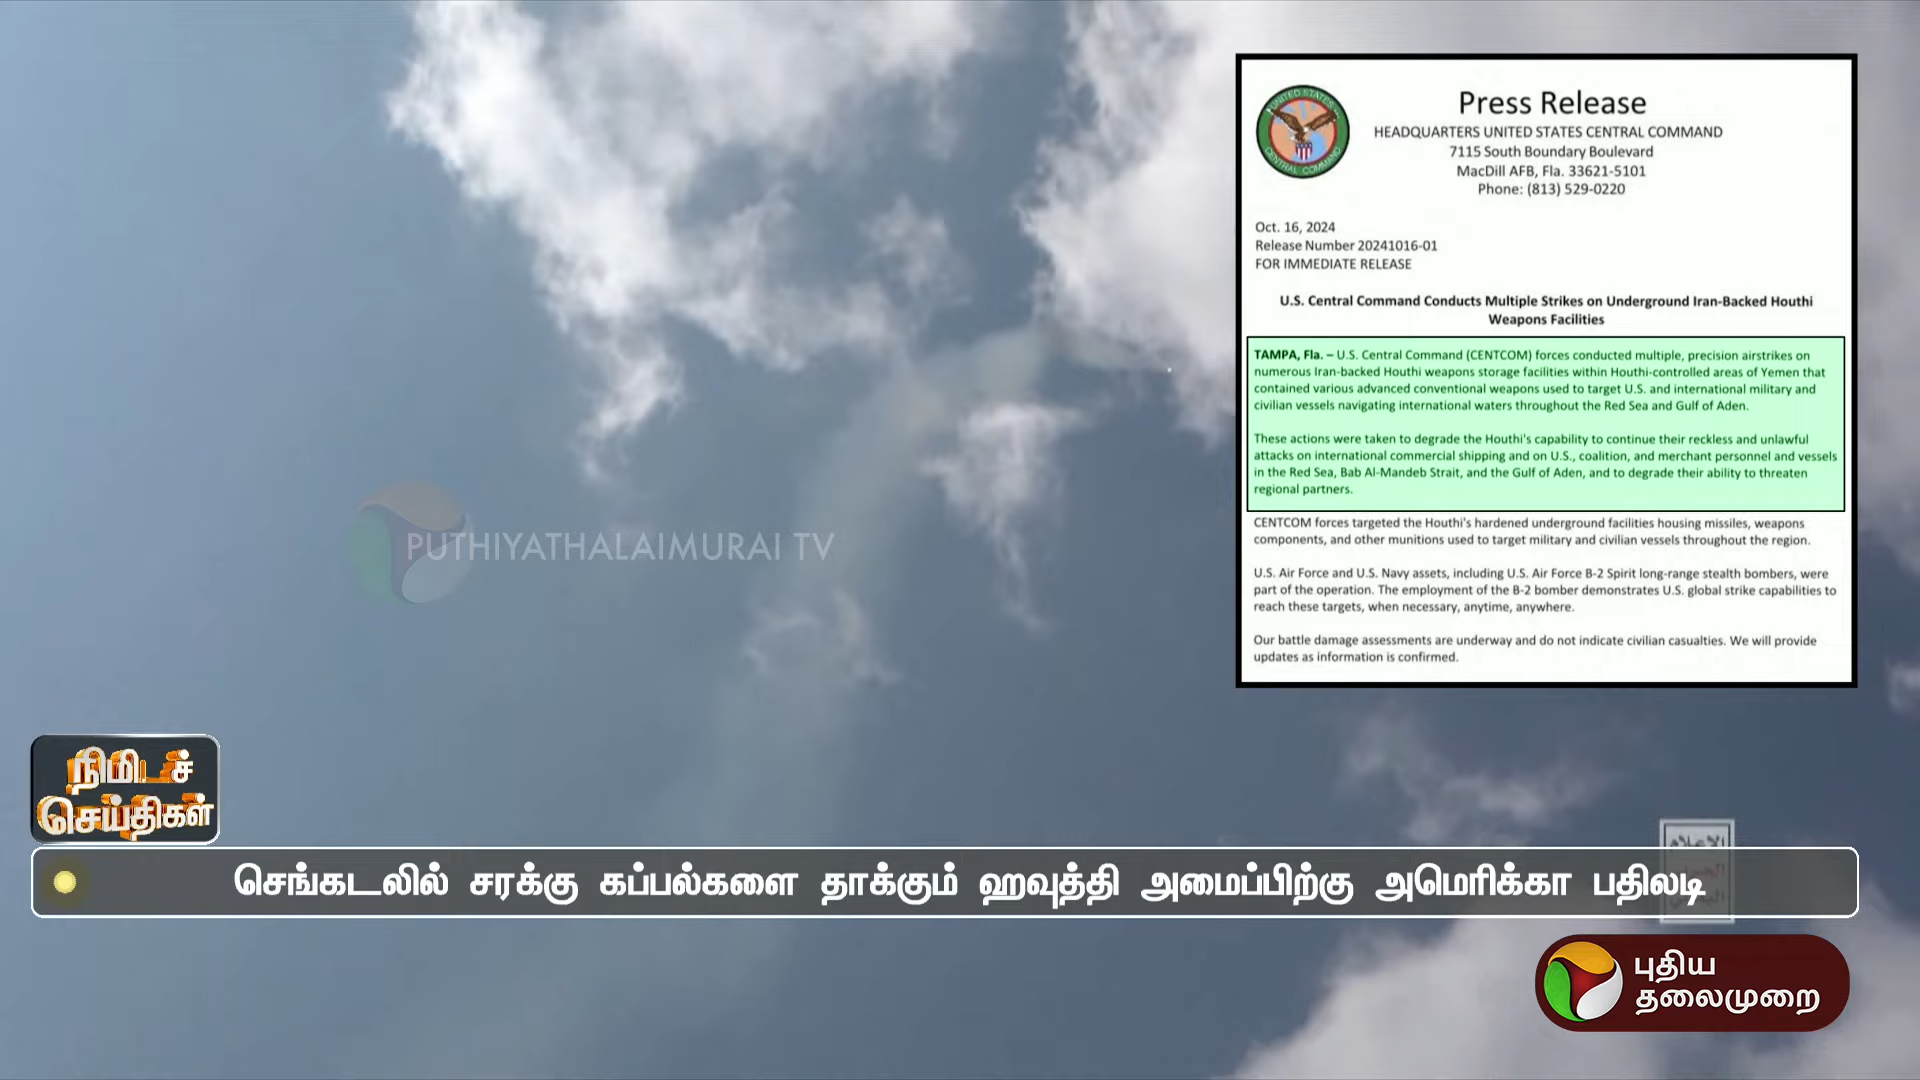 Press Release
HEADQUARTERS UNITED STATES CENTRAL COMMAND
7115 South Boundary Boulevard
MacDill AFB, Fla. 33621-5101
Phone: (813) 529-0220
UNITED STATES
CENTRAL COMMAND
Oct. 16, 2024
Release Number 20241016-01
FOR IMMEDIATE RELEASE
U.S. Central Command Conducts Multiple Strikes on Underground Iran-Backed Houthi
Weapons Facilities
TAMPA, Fla. – U.S. Central Command (CENTCOM) forces conducted multiple, precision airstrikes on
numerous Iran-backed Houthi weapons storage facilities within Houthi-controlled areas of Yemen that
contained various advanced conventional weapons used to target U.S. and international military and
civilian vessels navigating international waters throughout the Red Sea and Gulf of Aden.
These actions were taken to degrade the Houthi's capability to continue their reckless and unlawful
attacks on international commercial shipping and on U.S., coalition, and merchant personnel and vessels
in the Red Sea, Bab Al-Mandeb Strait, and the Gulf of Aden, and to degrade their ability to threaten
regional partners.
CENTCOM forces targeted the Houthi's hardened underground facilities housing missiles, weapons
components, and other munitions used to target military and civilian vessels throughout the region.
U.S. Air Force and U.S. Navy assets, including U.S. Air Force B-2 Spirit long-range stealth bombers, were
part of the operation. The employment of the B-2 bomber demonstrates U.S. global strike capabilities to
reach these targets, when necessary, anytime, anywhere.
Our battle damage assessments are underway and do not indicate civilian casualties. We will provide
updates as information is confirmed.
PUTHIYATHALAIMURAI TV
நிமிடச்
செய்திகள்
الإعلام
செங்கடலில் சரக்கு கப்பல்களை தாக்கும் ஹவுத்தி அமைப்பிற்கு அமெரிக்கா பதிலடி
புதிய
தலைமுறை